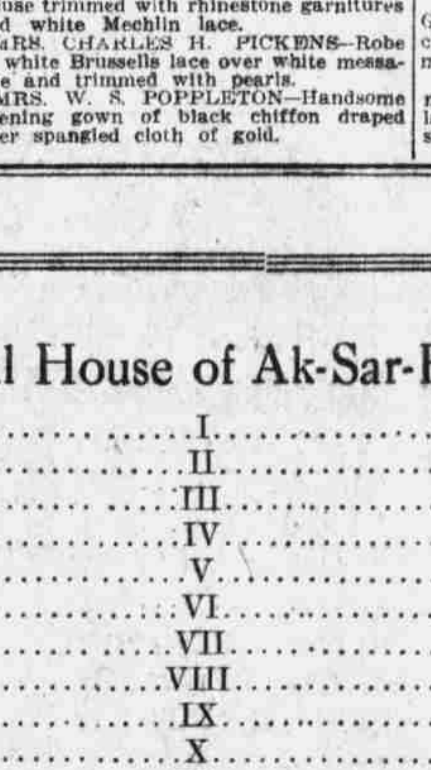 use trimmed with rhinestone garnitures
d white Mechlin lace.
MRS. CHARLES H. PICKENS—Robe
white Brussells lace over white messa-
e and trimmed with pearls.
MRS. W. S. POPPLETON—Handsome
ening gown of black chiffon draped
er spangled cloth of gold.
l House of Ak-Sar-
I
II
III
IV
V
VI
VII
VIII
IX
X